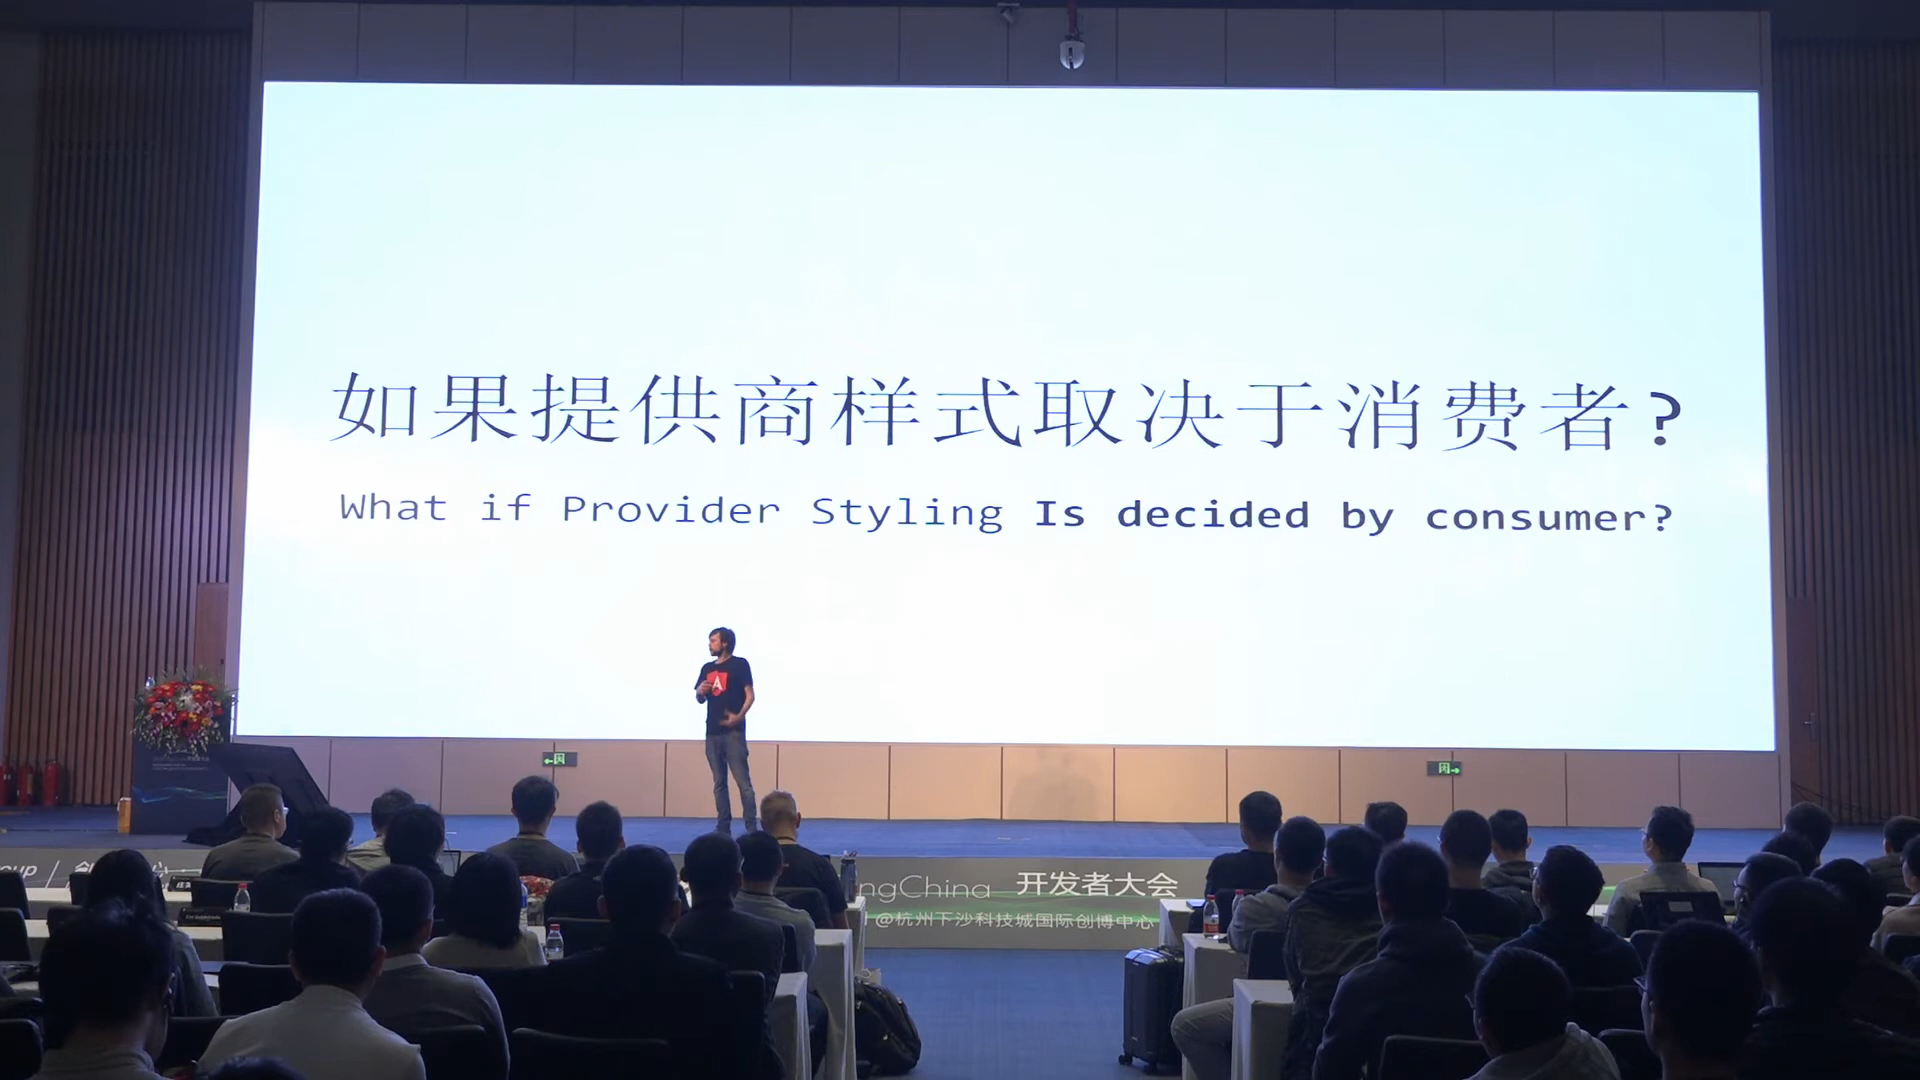 如果提供商样式取决于消费者?
What if Provider Styling Is decided by consumer?
A
ngChina 开发者大会
@杭州下沙科技城国际创博中心